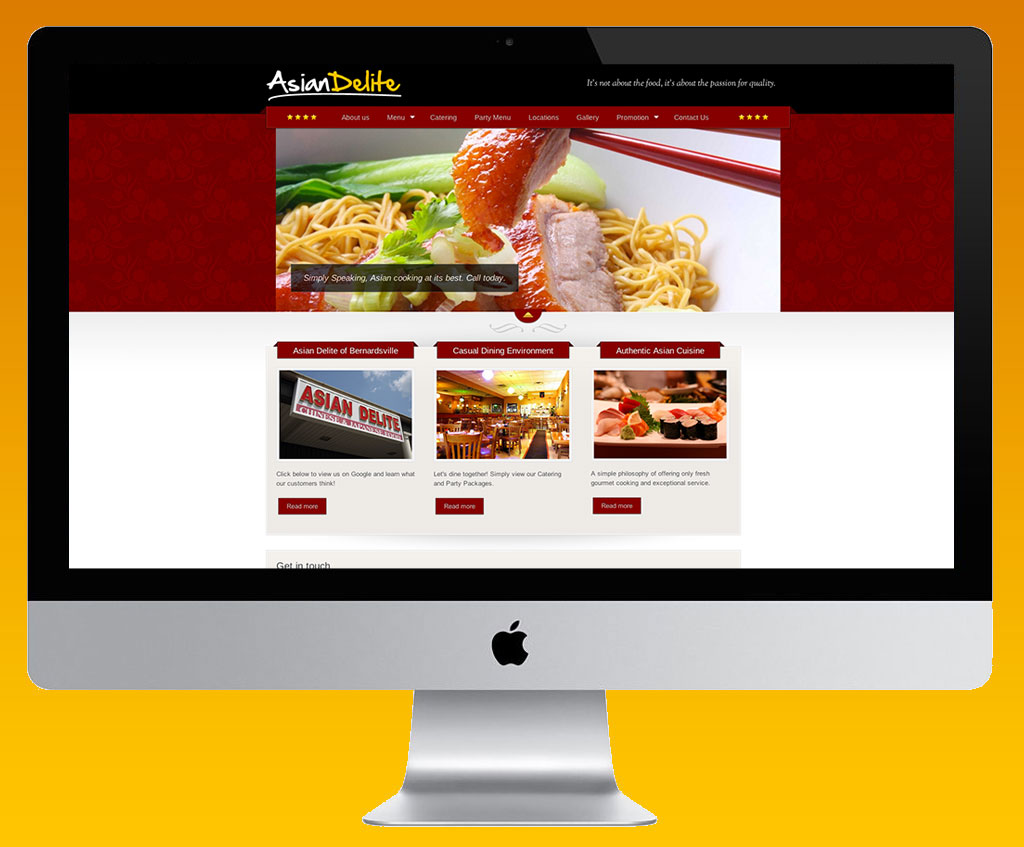 AsianDelite
It's not about the food, it's about the passion for quality.
About us Menu Catering Party Menu Locations Gallery Promotion Contact Us
Simply Speaking, Asian cooking at its best. Call today.
Asian Delite of Bernardsville
ASIAN DELITE
CHINESE & JAPANESE FOOD
Click below to view us on Google and learn what
our customers think!
Read more
Casual Dining Environment
Let's dine together! Simply view our Catering
and Party Packages.
Read more
Authentic Asian Cuisine
A simple philosophy of offering only fresh
gourmet cooking and exceptional service.
Read more
Get in touch